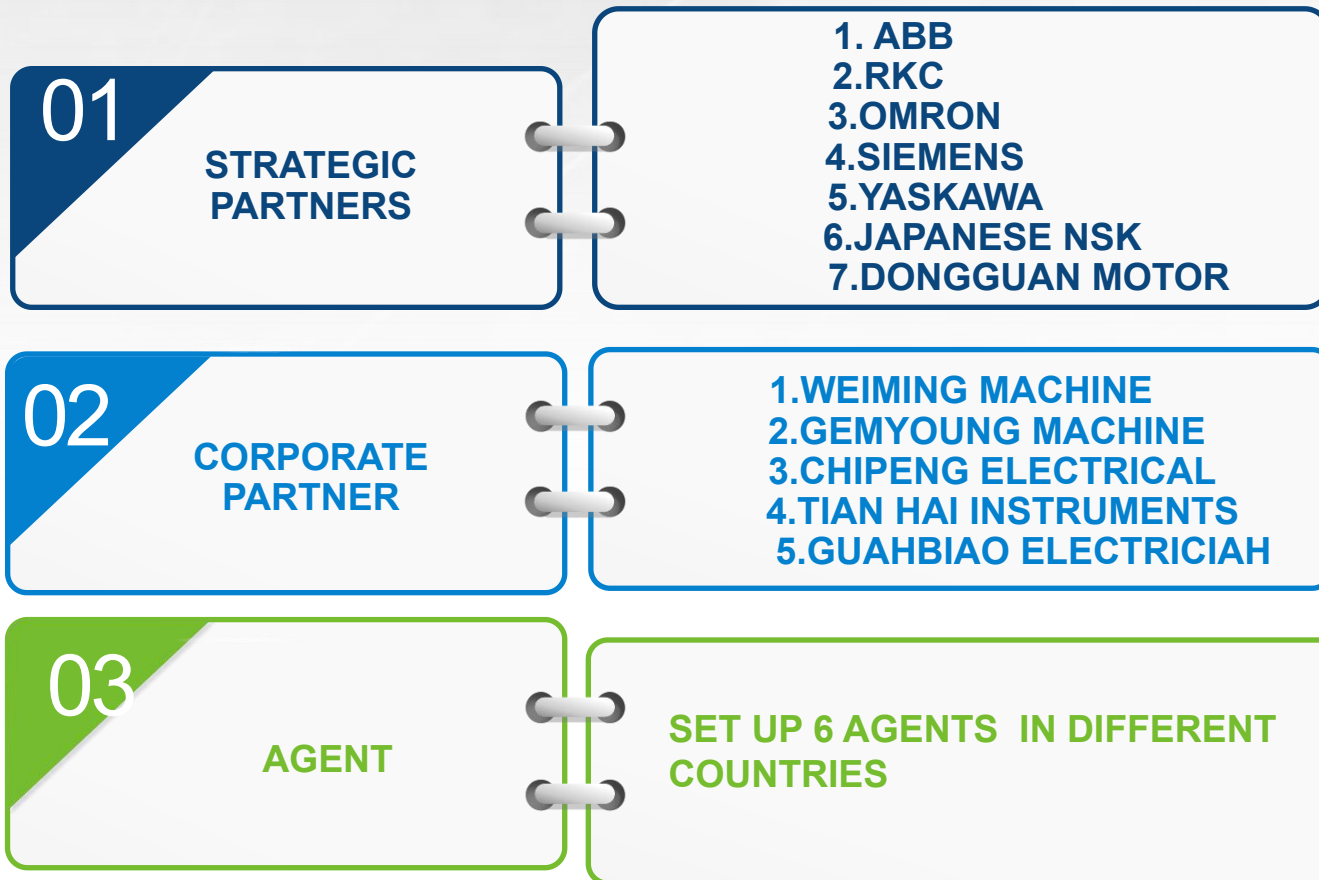 01
STRATEGIC
PARTNERS
1. ABB
2.RKC
3.OMRON
4.SIEMENS
5.YASKAWA
6.JAPANESE NSK
7.DONGGUAN MOTOR
02
CORPORATE
PARTNER
1.WEIMING MACHINE
2.GEMYOUNG MACHINE
3.CHIPENG ELECTRICAL
4.TIAN HAI INSTRUMENTS
5.GUAHBIAO ELECTRICIAH
03
AGENT
SET UP 6 AGENTS  IN DIFFERENT
COUNTRIES